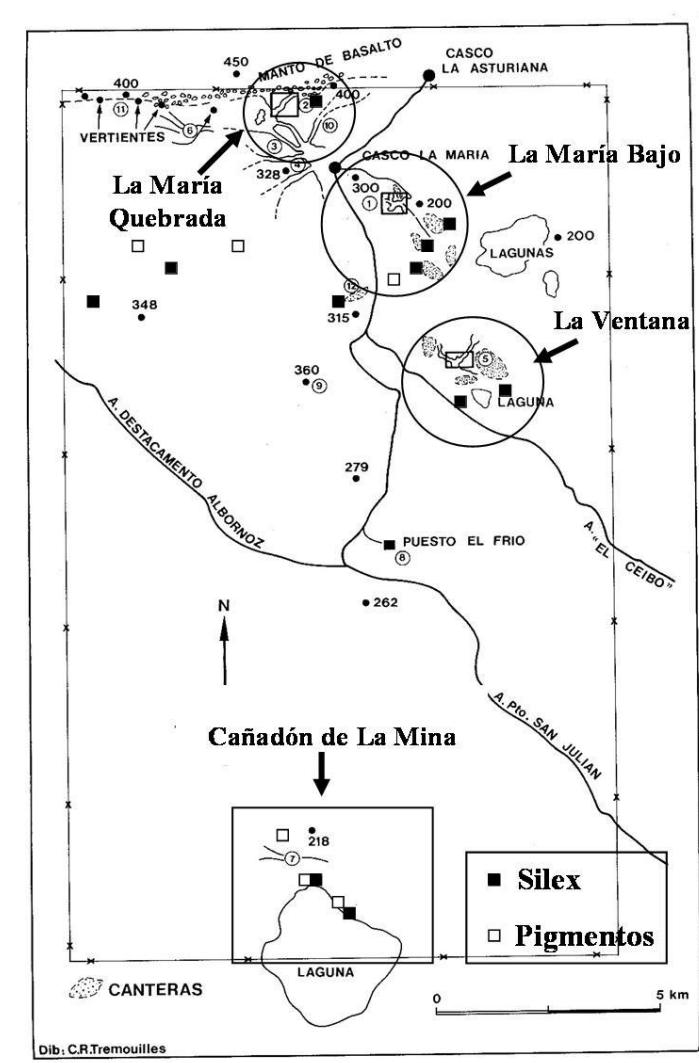 450
MANTO DE BASALTO
CASCO
LA ASTURIANA
400
400
11
2
VERTIENTES
6
10
3
4
328
CASCO LA MARIA
La María Bajo
La María
Quebrada
300
1
200
LAGUNAS
200
12
348
315
La Ventana
5
360
9
LAGUNA
A. DESTACAMENTO ALBORNOZ
279
PUESTO EL FRIO
8
A. "EL CEIBO"
262
N
A. Pto. SAN JULIAN
Cañadón de La Mina
218
7
Silex
Pigmentos
LAGUNA
CANTERAS
0
5 km
Dib: C.R.Tremouilles